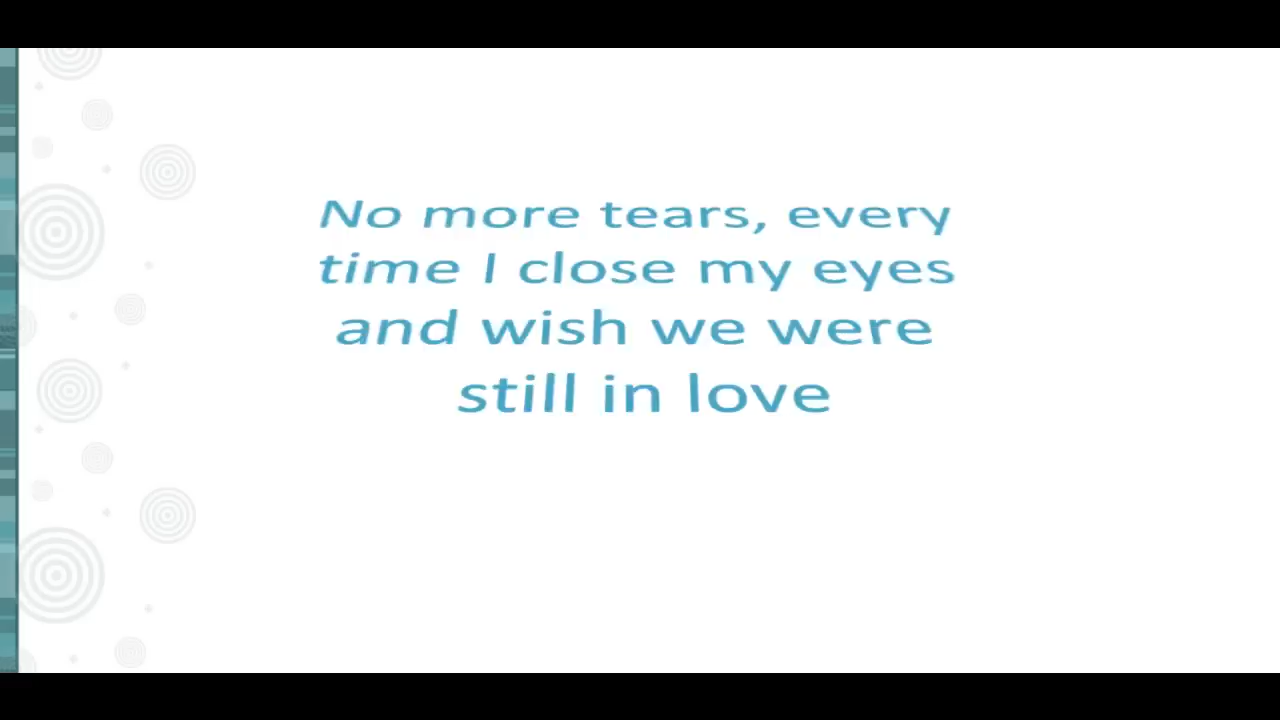 No more tears, every
time I close my eyes
and wish we were
still in love